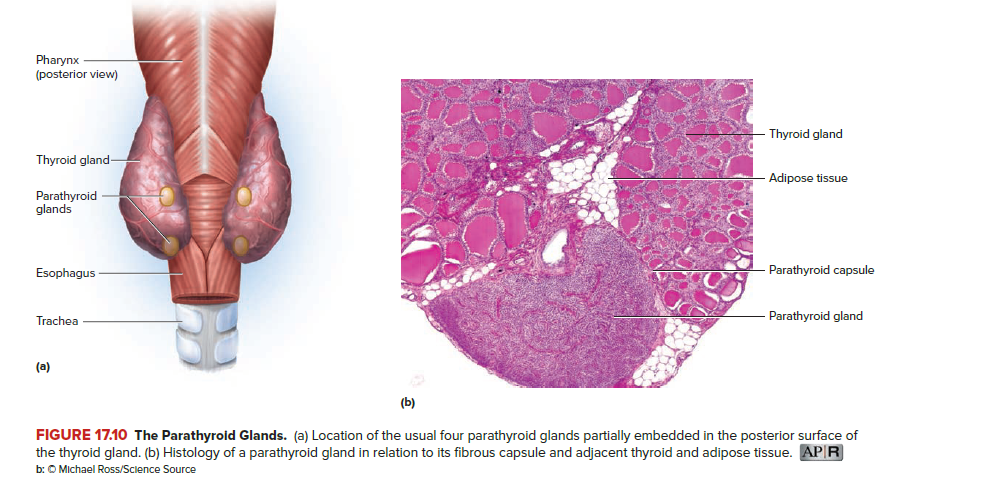 Pharynx
(posterior view)
Thyroid gland
Parathyroid
glands
Esophagus
Trachea
(a)
Thyroid gland
Adipose tissue
Parathyroid capsule
Parathyroid gland
(b)
FIGURE 17.10 The Parathyroid Glands. (a) Location of the usual four parathyroid glands partially embedded in the posterior surface of
the thyroid gland. (b) Histology of a parathyroid gland in relation to its fibrous capsule and adjacent thyroid and adipose tissue. AP|R
b: © Michael Ross/Science Source